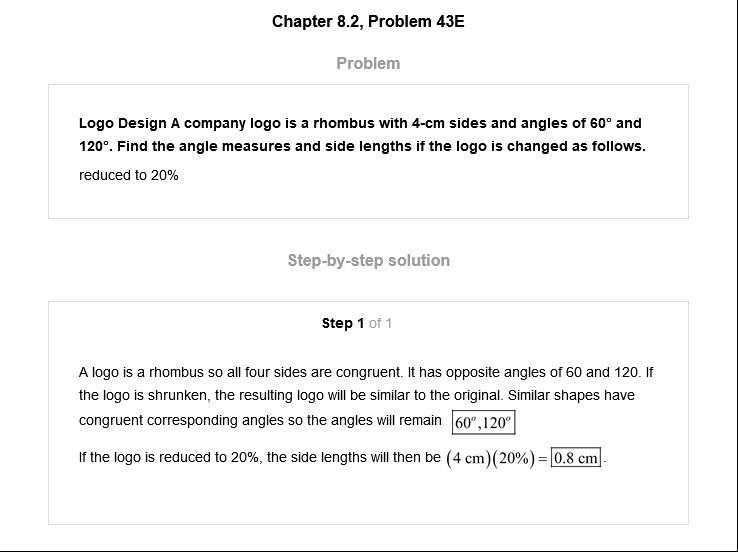 Chapter 8.2, Problem 43E
Problem
Logo Design A company logo is a rhombus with 4-cm sides and angles of 60° and
120°. Find the angle measures and side lengths if the logo is changed as follows.
reduced to 20%
Step-by-step solution
Step 1 of 1
A logo is a rhombus so all four sides are congruent. It has opposite angles of 60 and 120. If
the logo is shrunken, the resulting logo will be similar to the original. Similar shapes have
congruent corresponding angles so the angles will remain 60°,120°
If the logo is reduced to 20%, the side lengths will then be (4 cm)(20%) = 0.8 cm.